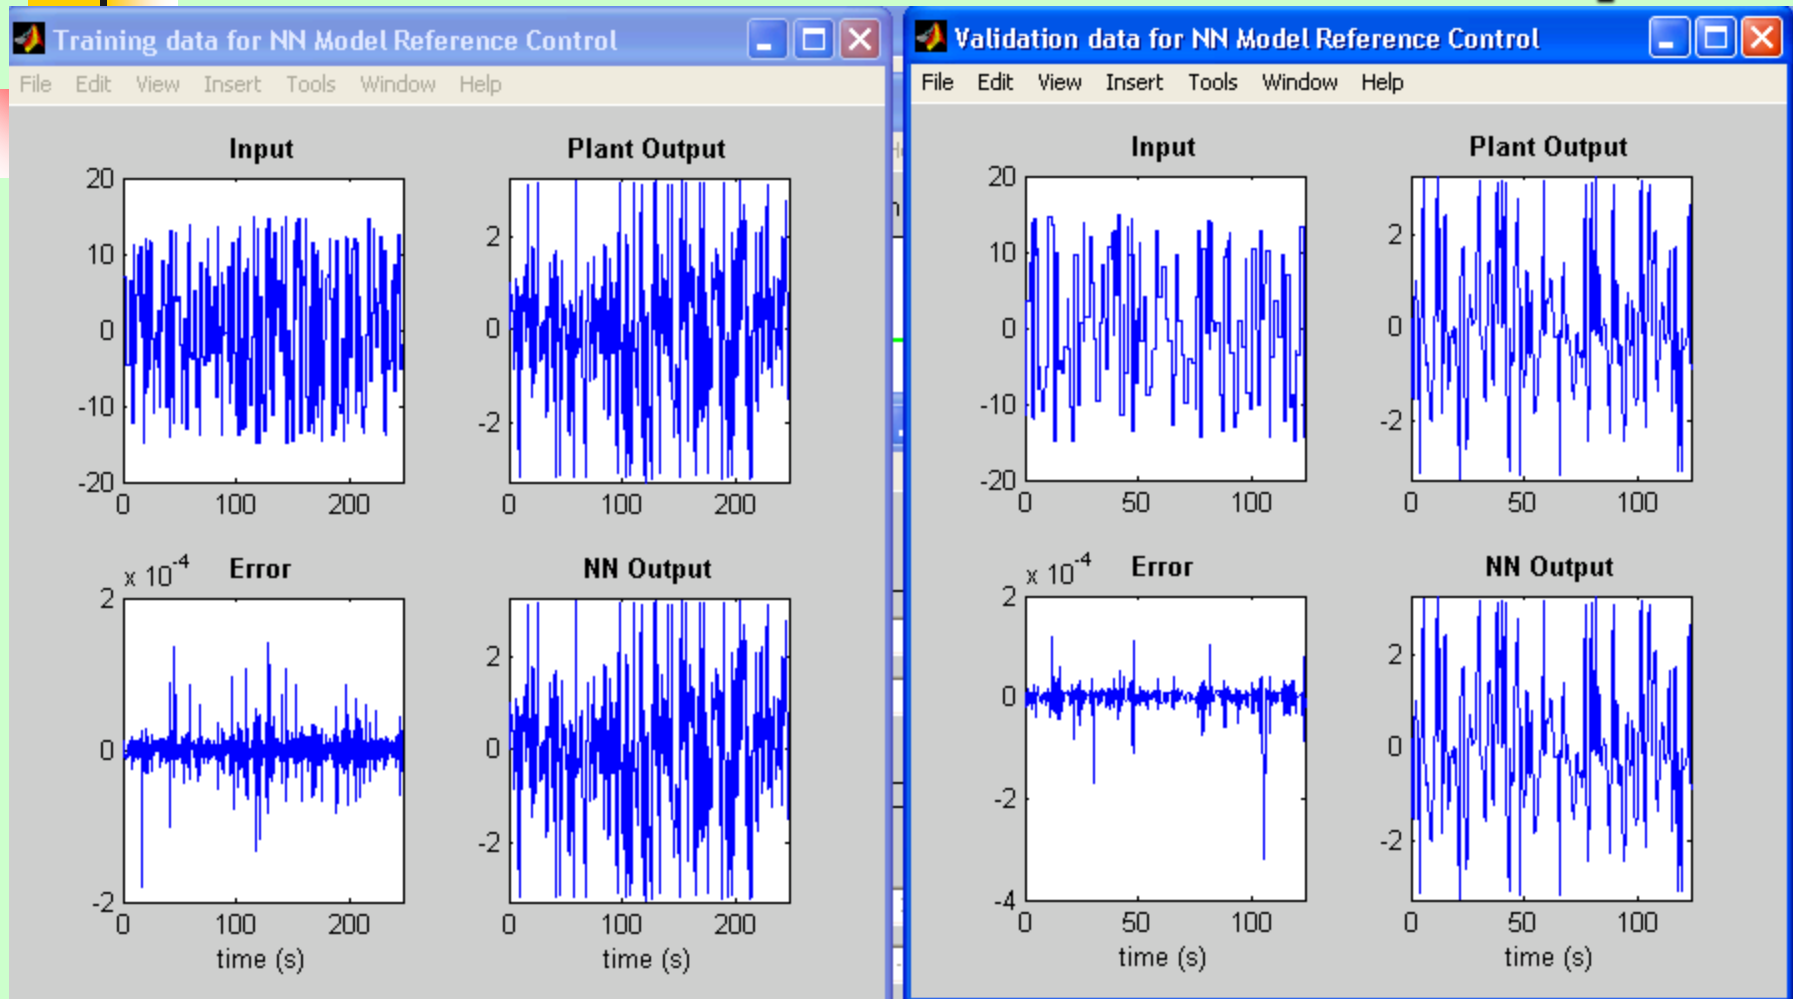 Training data for NN Model Reference Control
File Edit View Insert Tools Window Help
Input
Plant Output
20
10
0
-10
-20
0 100 200
2
0
-2
0 100 200
x 10^-4
Error
NN Output
2
0
-2
0 100 200
time (s)
2
0
-2
0 100 200
time (s)
Validation data for NN Model Reference Control
File Edit View Insert Tools Window Help
Input
Plant Output
20
10
0
-10
-20
0 50 100
2
0
-2
0 50 100
x 10^-4
Error
NN Output
2
0
-2
-4
0 50 100
time (s)
2
0
-2
0 50 100
time (s)